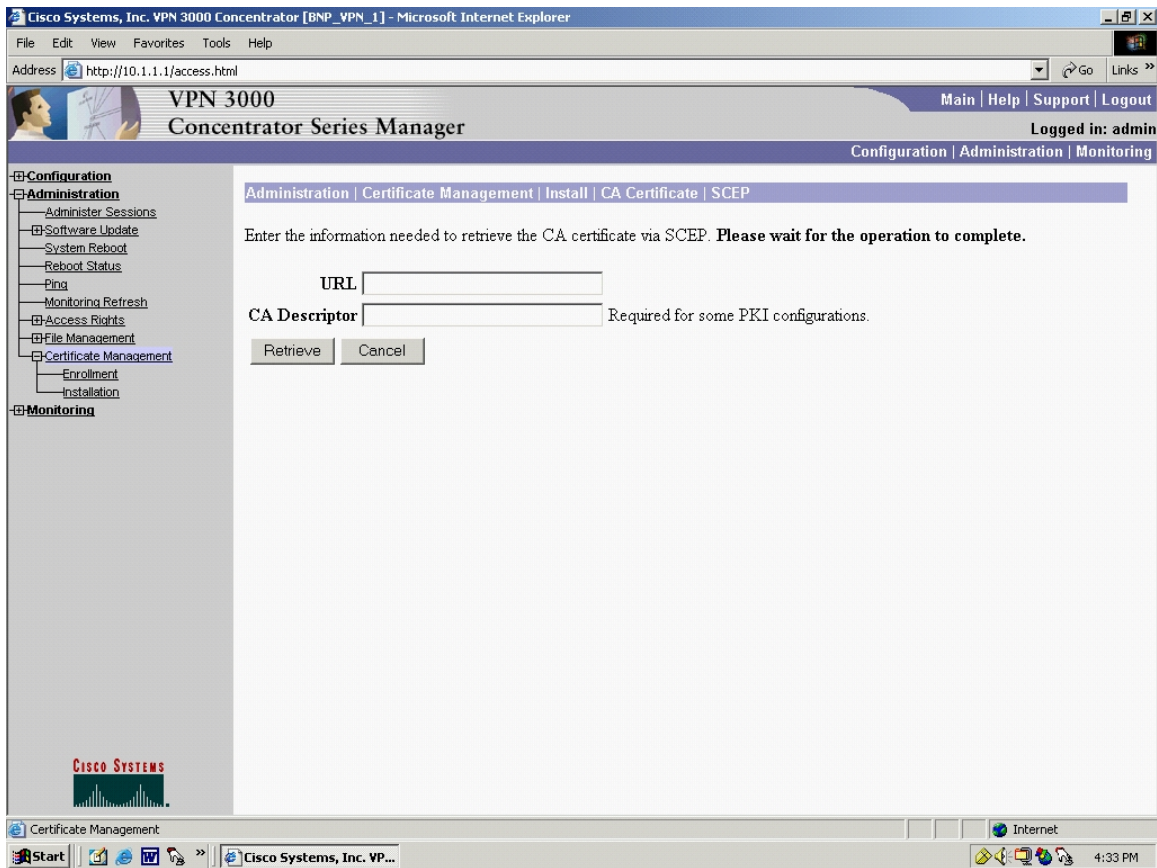 Cisco Systems, Inc. VPN 3000 Concentrator [BNP_VPN_1] - Microsoft Internet Explorer
File Edit View Favorites Tools Help
Address http://10.1.1.1/access.html Go Links »
VPN 3000
Concentrator Series Manager
Main | Help | Support | Logout
Logged in: admin
Configuration | Administration | Monitoring
Configuration
Administration
Administer Sessions
Software Update
System Reboot
Reboot Status
Ping
Monitoring Refresh
Access Rights
File Management
Certificate Management
Enrollment
Installation
Monitoring
Administration | Certificate Management | Install | CA Certificate | SCEP
Enter the information needed to retrieve the CA certificate via SCEP. Please wait for the operation to complete.
URL
CA Descriptor Required for some PKI configurations.
Retrieve Cancel
CISCO SYSTEMS
Certificate Management Internet
Start » Cisco Systems, Inc. VP... 4:33 PM